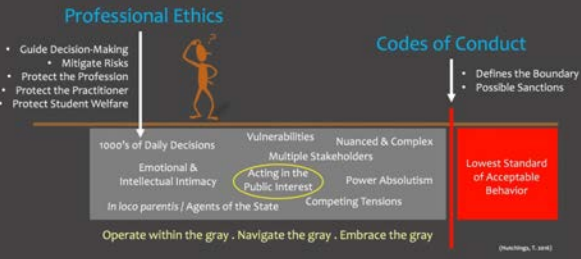 Professional Ethics
• Guide Decision-Making
• Mitigate Risks
• Protect the Profession
• Protect the Practitioner
• Protect Student Welfare
?
Codes of Conduct
• Defines the Boundary
• Possible Sanctions
1000's of Daily Decisions
Vulnerabilities
Nuanced & Complex
Multiple Stakeholders
Emotional &
Intellectual Intimacy
Acting in the
Public Interest
Power Absolutism
In loco parentis / Agents of the State
Competing Tensions
Lowest Standard
of Acceptable
Behavior
Operate within the gray . Navigate the gray . Embrace the gray
(Hutchings, T. 2016)